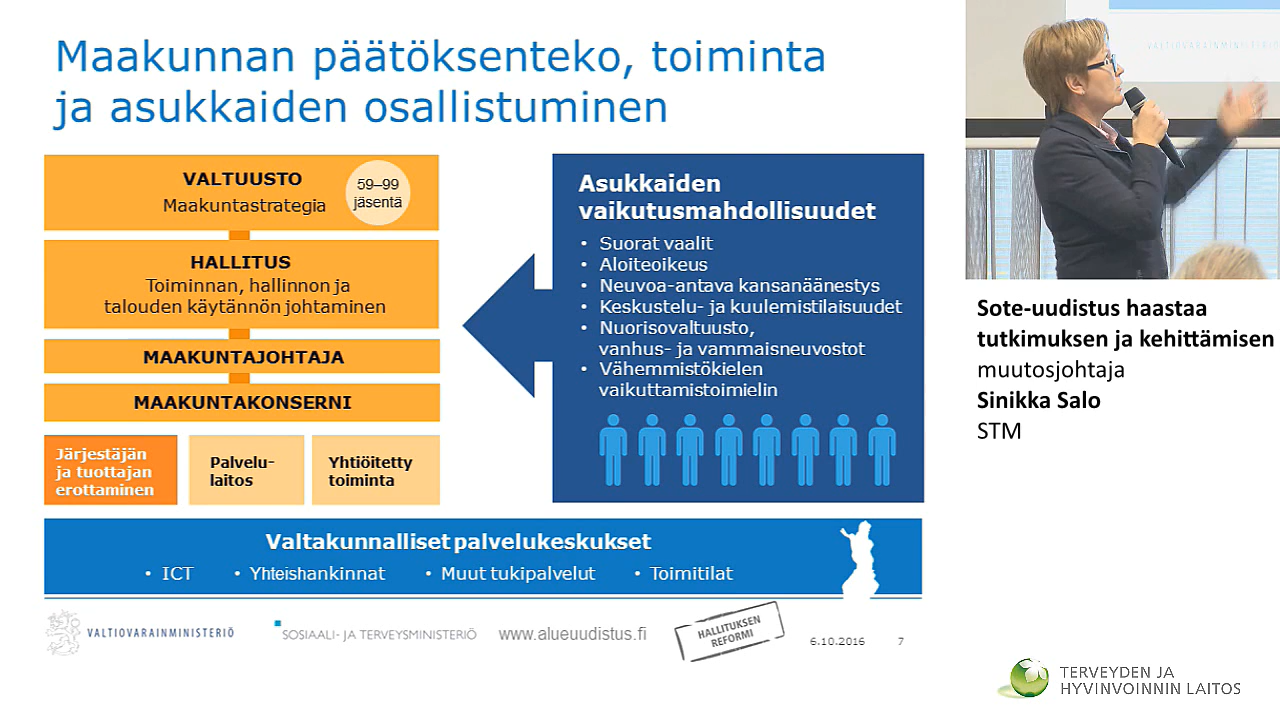 Maakunnan päätöksenteko, toiminta
ja asukkaiden osallistuminen
VALTUUSTO
Maakuntastrategia
59–99
jäsentä
HALLITUS
Toiminnan, hallinnon ja
talouden käytännön johtaminen
MAAKUNTAJOHTAJA
MAAKUNTAKONSERNI
Järjestäjän
ja tuottajan
erottaminen
Palvelu-
laitos
Yhtiöitetty
toiminta
Asukkaiden
vaikutusmahdollisuudet
• Suorat vaalit
• Aloiteoikeus
• Neuvoa-antava kansanäänestys
• Keskustelu- ja kuulemistilaisuudet
• Nuorisovaltuusto,
vanhus- ja vammaisneuvostot
• Vähemmistökielen
vaikuttamistoimielin
Valtakunnalliset palvelukeskukset
• ICT • Yhteishankinnat • Muut tukipalvelut • Toimitilat
VALTIOVARAINMINISTERIÖ
SOSIAALI- JA TERVEYSMINISTERIÖ
www.alueuudistus.fi
HALLITUKSEN
REFORMI
6.10.2016 7
VALTIOVARAINMINISTERIÖ
Sote-uudistus haastaa
tutkimuksen ja kehittämisen
muutosjohtaja
Sinikka Salo
STM
TERVEYDEN JA
HYVINVOINNIN LAITOS